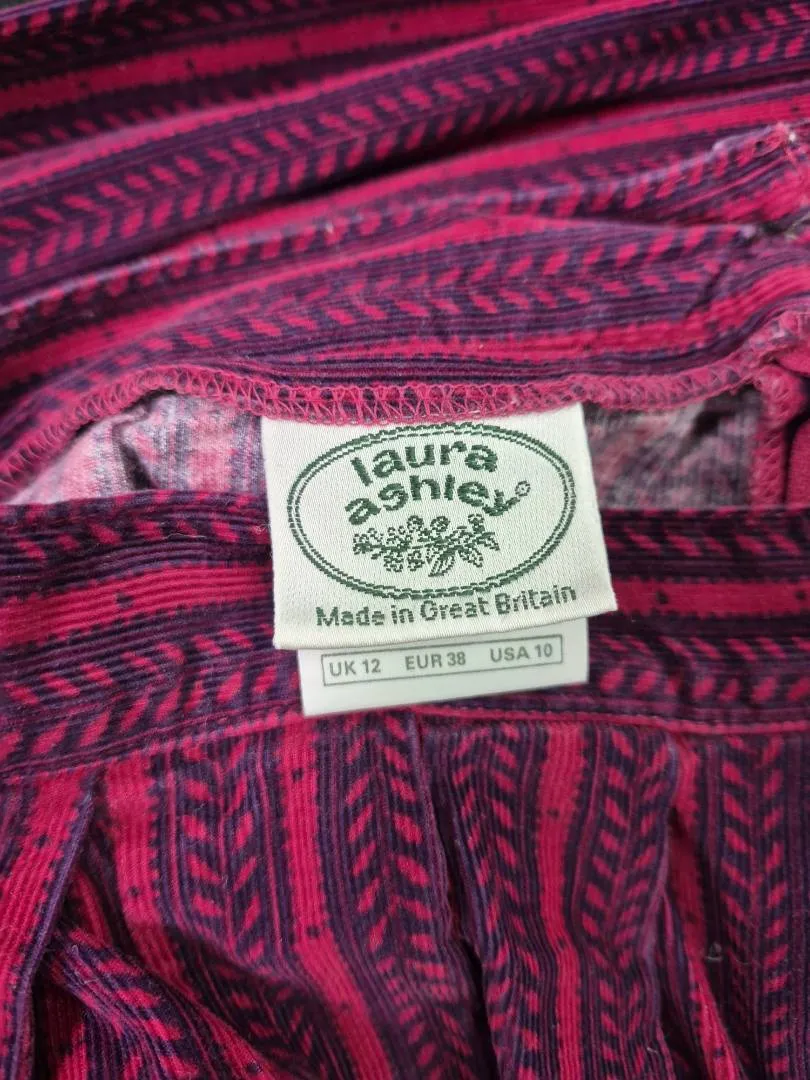 laura
ashley®
Made in Great Britain
UK 12 EUR 38 USA 10